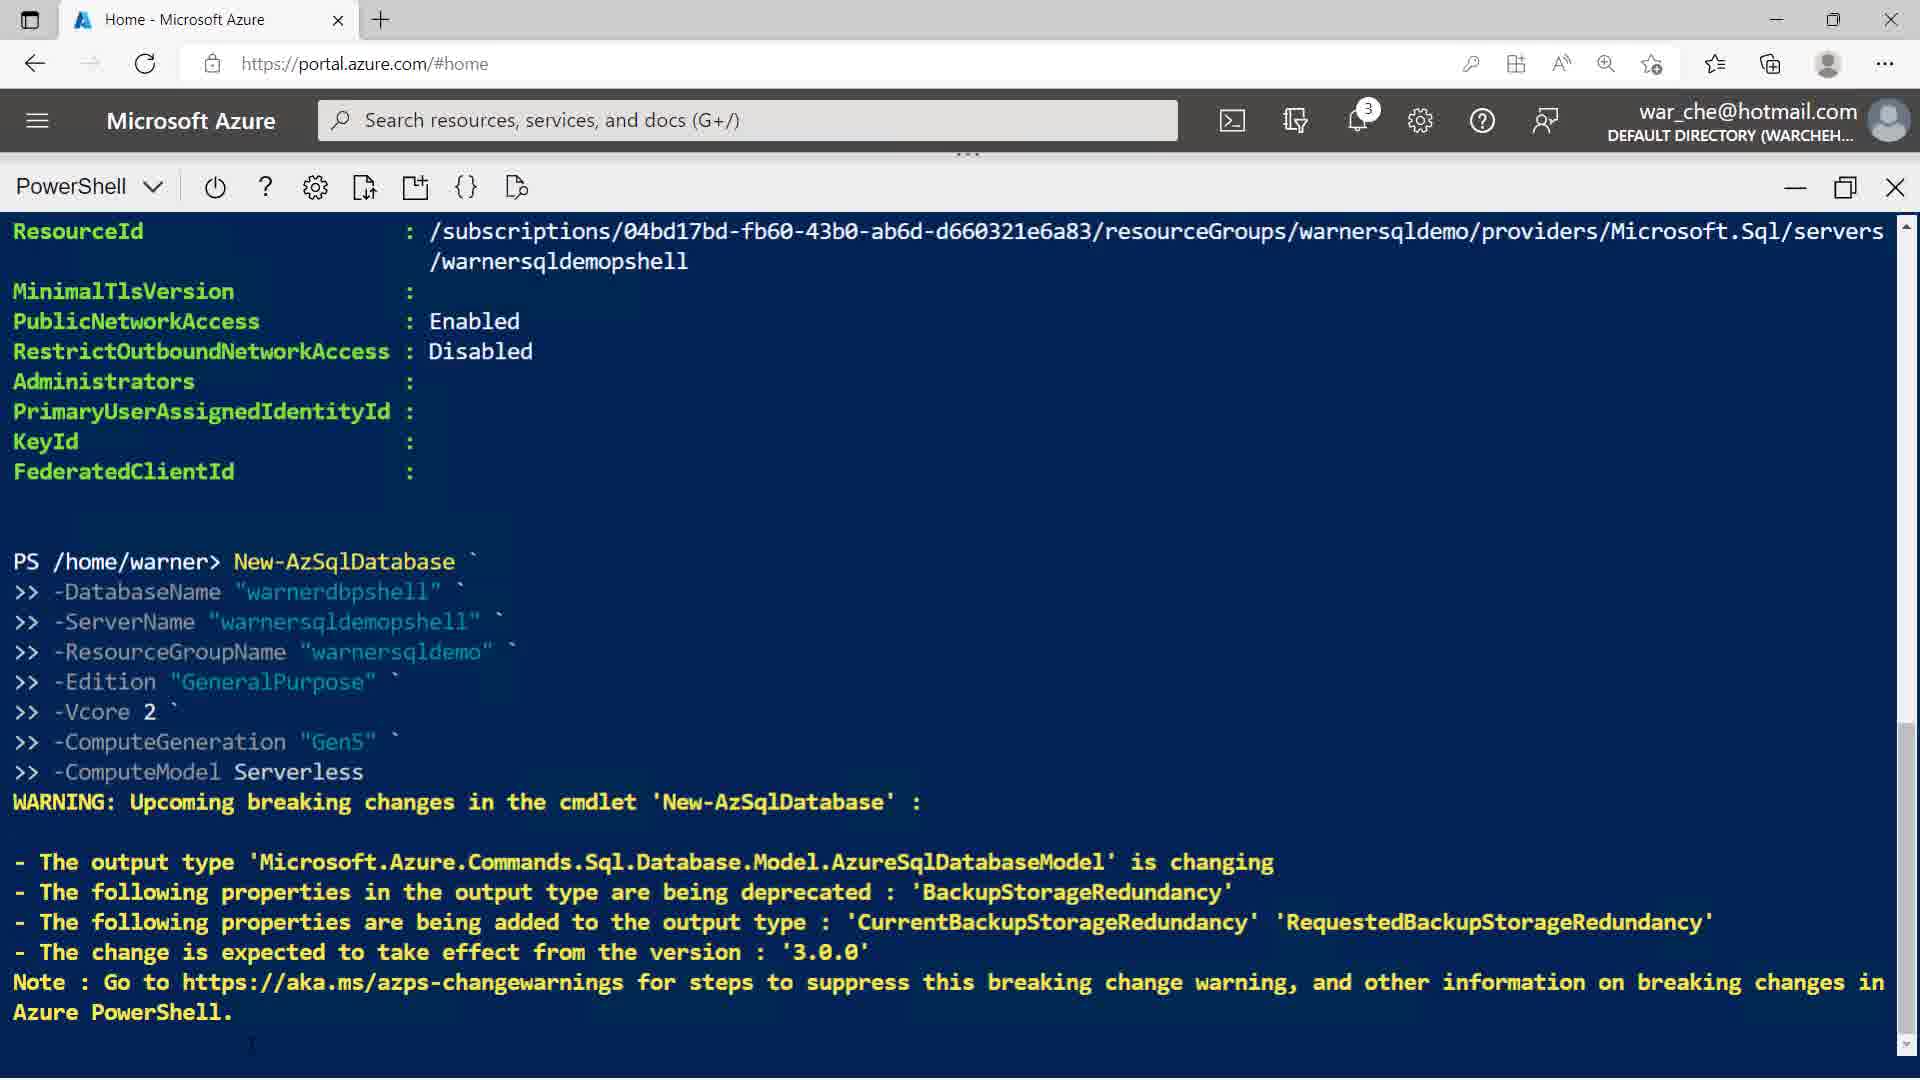 Home - Microsoft Azure
https://portal.azure.com/#home
Microsoft Azure
Search resources, services, and docs (G+/)
3
war_che@hotmail.com
DEFAULT DIRECTORY (WARCHEH...
PowerShell
ResourceId : /subscriptions/04bd17bd-fb60-43b0-ab6d-d660321e6a83/resourceGroups/warnersqldemo/providers/Microsoft.Sql/servers
/warnersqldemopshell
MinimalTlsVersion :
PublicNetworkAccess : Enabled
RestrictOutboundNetworkAccess : Disabled
Administrators :
PrimaryUserAssignedIdentityId :
KeyId :
FederatedClientId :
PS /home/warner> New-AzSqlDatabase `
>> -DatabaseName "warnerdbpshell" `
>> -ServerName "warnersqldemopshell" `
>> -ResourceGroupName "warnersqldemo" `
>> -Edition "GeneralPurpose" `
>> -Vcore 2 `
>> -ComputeGeneration "Gen5" `
>> -ComputeModel Serverless
WARNING: Upcoming breaking changes in the cmdlet 'New-AzSqlDatabase' :
- The output type 'Microsoft.Azure.Commands.Sql.Database.Model.AzureSqlDatabaseModel' is changing
- The following properties in the output type are being deprecated : 'BackupStorageRedundancy'
- The following properties are being added to the output type : 'CurrentBackupStorageRedundancy' 'RequestedBackupStorageRedundancy'
- The change is expected to take effect from the version : '3.0.0'
Note : Go to https://aka.ms/azps-changewarnings for steps to suppress this breaking change warning, and other information on breaking changes in
Azure PowerShell.